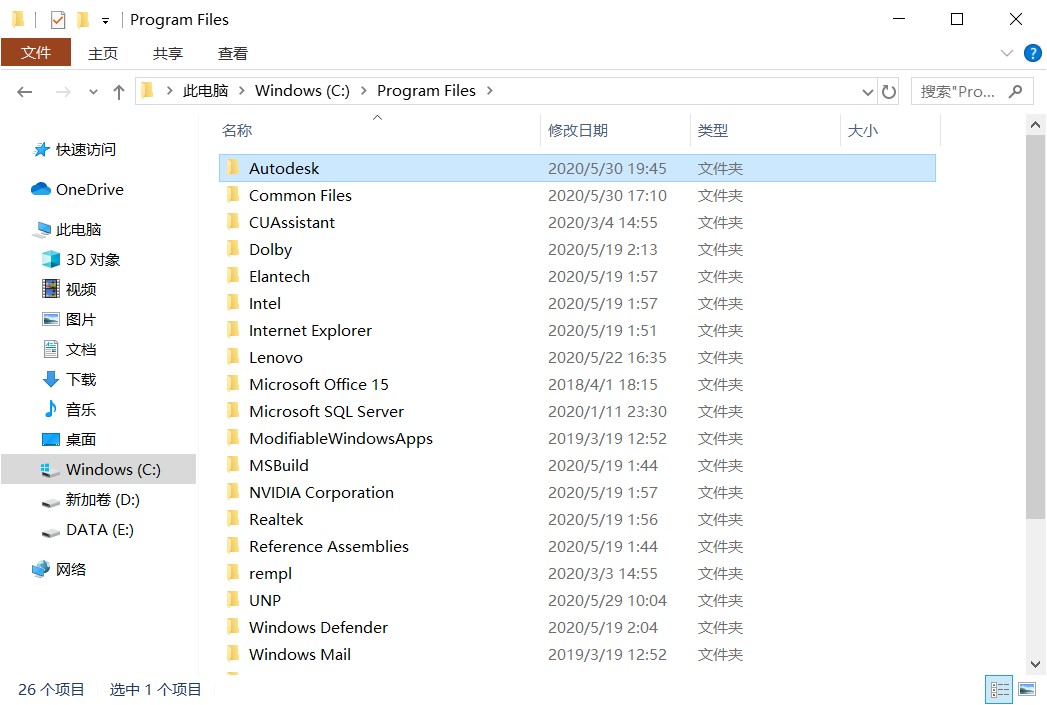 Program Files
文件 主页 共享 查看
此电脑 Windows (C:) Program Files 搜索"Pro...
名称 修改日期 类型 大小
快速访问
OneDrive
此电脑
3D 对象
视频
图片
文档
下载
音乐
桌面
Windows (C:)
新加卷 (D:)
DATA (E:)
网络
Autodesk 2020/5/30 19:45 文件夹
Common Files 2020/5/30 17:10 文件夹
CUAssistant 2020/3/4 14:55 文件夹
Dolby 2020/5/19 2:13 文件夹
Elantech 2020/5/19 1:57 文件夹
Intel 2020/5/19 1:57 文件夹
Internet Explorer 2020/5/19 1:51 文件夹
Lenovo 2020/5/22 16:35 文件夹
Microsoft Office 15 2018/4/1 18:15 文件夹
Microsoft SQL Server 2020/1/11 23:30 文件夹
ModifiableWindowsApps 2019/3/19 12:52 文件夹
MSBuild 2020/5/19 1:44 文件夹
NVIDIA Corporation 2020/5/19 1:57 文件夹
Realtek 2020/5/19 1:56 文件夹
Reference Assemblies 2020/5/19 1:44 文件夹
rempl 2020/3/3 14:55 文件夹
UNP 2020/5/29 10:04 文件夹
Windows Defender 2020/5/19 2:04 文件夹
Windows Mail 2019/3/19 12:52 文件夹
26 个项目 选中 1 个项目